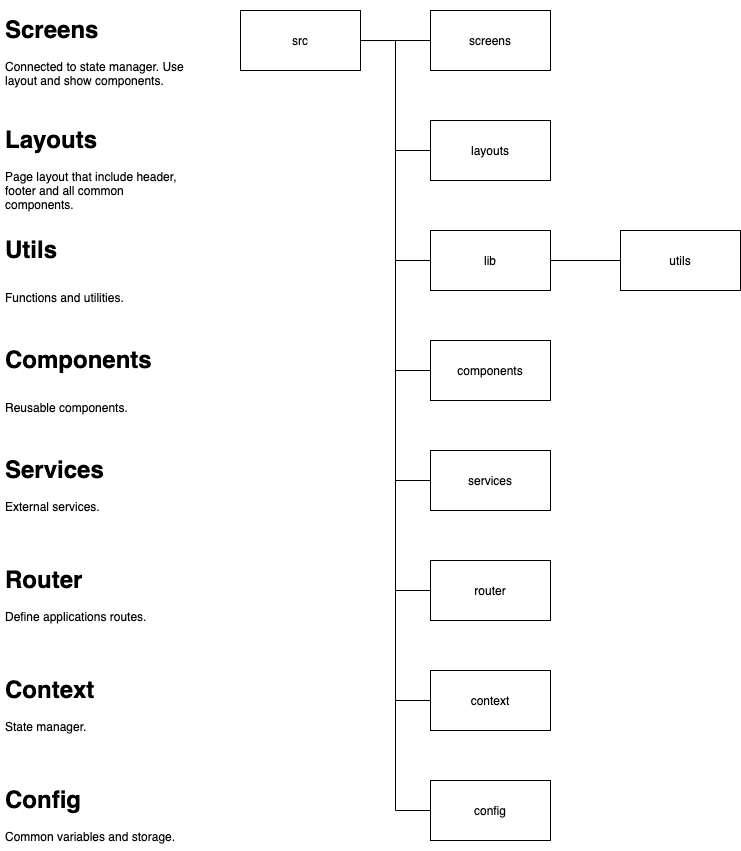 Screens
src
screens
Connected to state manager. Use
layout and show components.
Layouts
layouts
Page layout that include header,
footer and all common
components.
Utils
lib
utils
Functions and utilities.
Components
components
Reusable components.
Services
services
External services.
Router
router
Define applications routes.
Context
context
State manager.
Config
config
Common variables and storage.